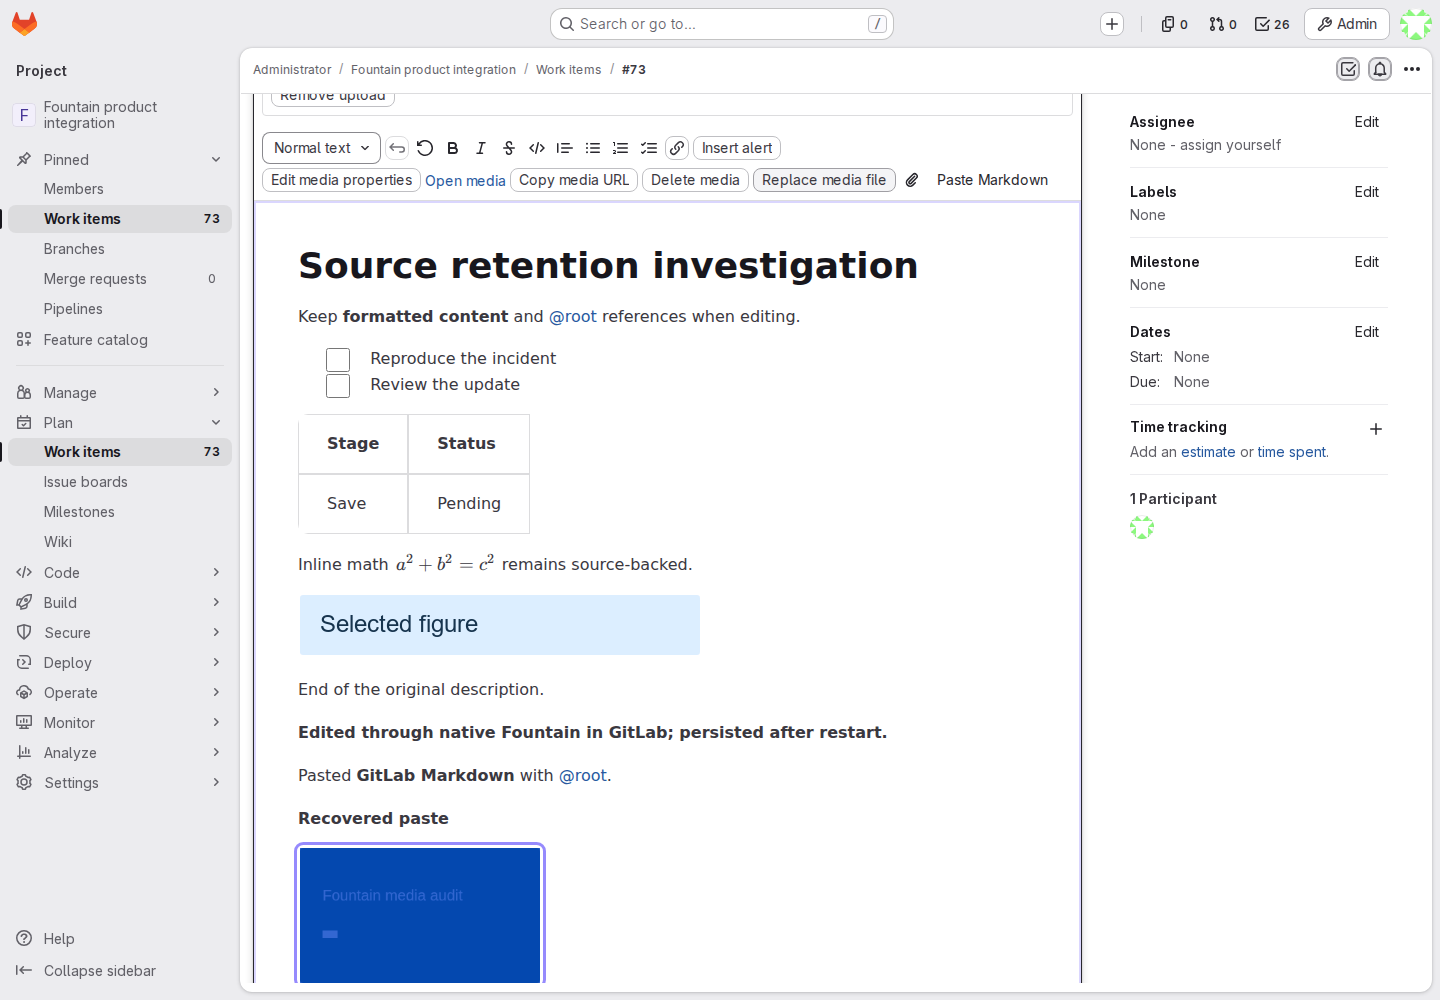 Search or go to...
/
0
0
26
Admin
Project
F
Fountain product integration
Pinned
Members
Work items 73
Branches
Merge requests 0
Pipelines
Feature catalog
Manage
Plan
Work items 73
Issue boards
Milestones
Wiki
Code
Build
Secure
Deploy
Operate
Monitor
Analyze
Settings
Help
Collapse sidebar
Administrator / Fountain product integration / Work items / #73
Remove upload
Normal text
Insert alert
Edit media properties Open media Copy media URL Delete media Replace media file Paste Markdown
Source retention investigation
Keep formatted content and @root references when editing.
Reproduce the incident
Review the update
Stage Status
Save Pending
Inline math a² + b² = c² remains source-backed.
Selected figure
End of the original description.
Edited through native Fountain in GitLab; persisted after restart.
Pasted GitLab Markdown with @root.
Recovered paste
Fountain media audit
Assignee Edit
None - assign yourself
Labels Edit
None
Milestone Edit
None
Dates Edit
Start: None
Due: None
Time tracking
Add an estimate or time spent.
1 Participant